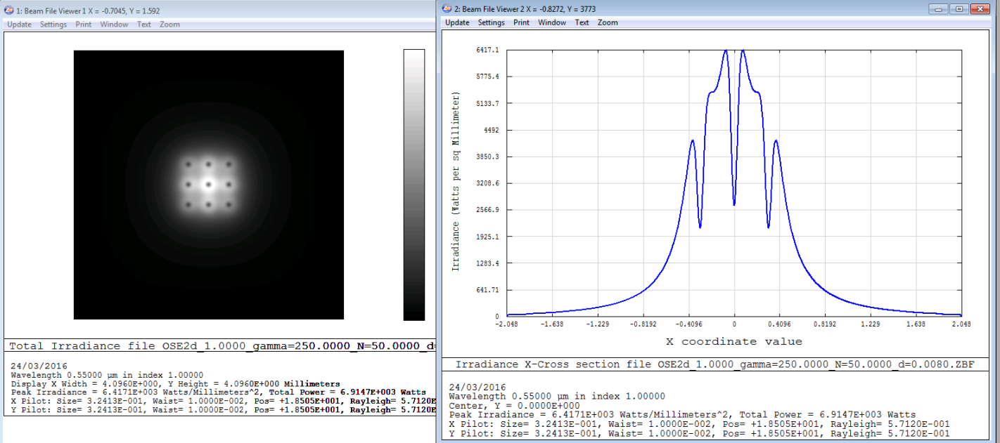 1: Beam File Viewer 1 X = -0.7045, Y = 1.592
Update Settings Print Window Text Zoom
Total Irradiance file OSE2d_1.0000_gamma=250.0000_N=50.0000_d=
24/03/2016
Wavelength 0.55000 µm in index 1.00000
Display X Width = 4.0960E+000, Y Height = 4.0960E+000 Millimeters
Peak Irradiance = 6.4171E+003 Watts/Millimeters^2, Total Power = 6.9147E+003 Watts
X Pilot: Size= 3.2413E-001, Waist= 1.0000E-002, Pos= +1.8505E+001, Rayleigh= 5.7120E
Y Pilot: Size= 3.2413E-001, Waist= 1.0000E-002, Pos= +1.8505E+001, Rayleigh= 5.7120E
2: Beam File Viewer 2 X = -0.8272, Y = 3773
Update Settings Print Window Text Zoom
Irradiance (Watts per sq Millimeter)
6417.1
5775.4
5133.7
4492
3850.3
3208.6
2566.9
1925.1
1283.4
641.71
0
-2.048 -1.638 -1.229 -0.8192 -0.4096 0 0.4096 0.8192 1.229 1.638 2.048
X coordinate value
Irradiance X-Cross section file OSE2d_1.0000_gamma=250.0000_N=50.0000_d=0.0080.ZBF
24/03/2016
Wavelength 0.55000 µm in index 1.00000
Center, Y = 0.0000E+000
Peak Irradiance = 6.4171E+003 Watts/Millimeters^2, Total Power = 6.9147E+003 Watts
X Pilot: Size= 3.2413E-001, Waist= 1.0000E-002, Pos= +1.8505E+001, Rayleigh= 5.7120E-001
Y Pilot: Size= 3.2413E-001, Waist= 1.0000E-002, Pos= +1.8505E+001, Rayleigh= 5.7120E-001